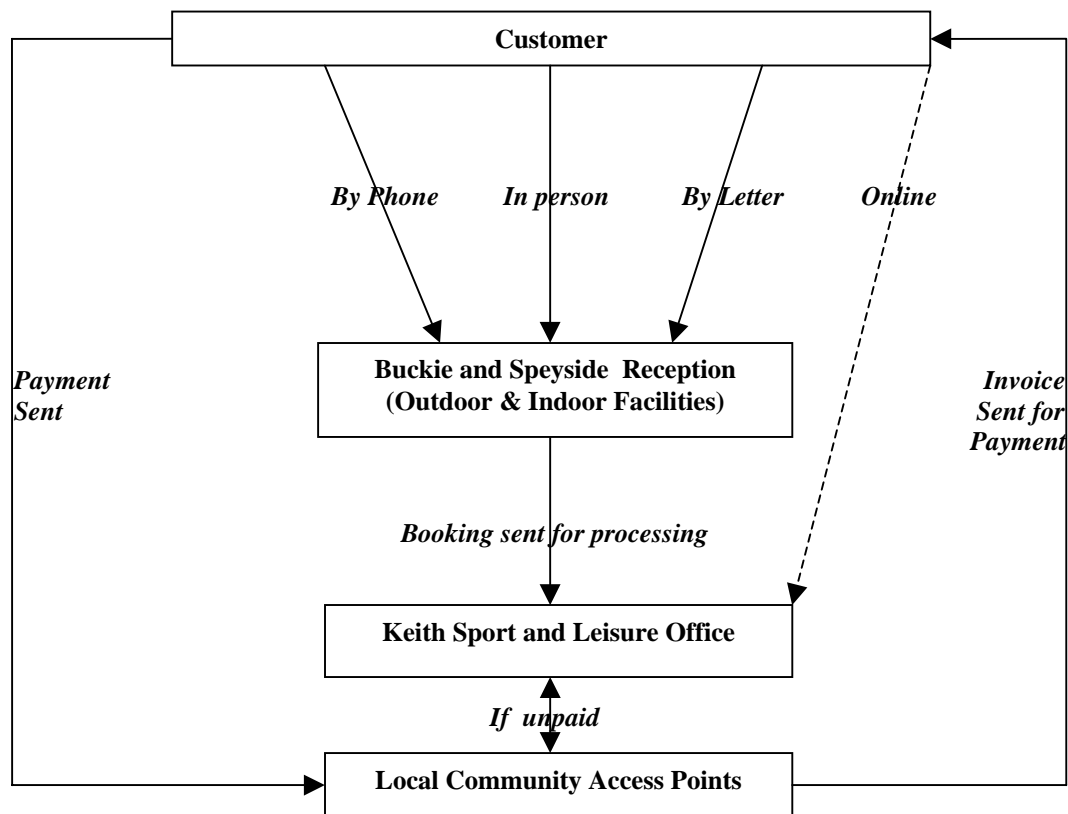 Customer
By Phone
In person
By Letter
Online
Buckie and Speyside Reception
(Outdoor & Indoor Facilities)
Payment
Sent
Invoice
Sent for
Payment
Booking sent for processing
Keith Sport and Leisure Office
If unpaid
Local Community Access Points